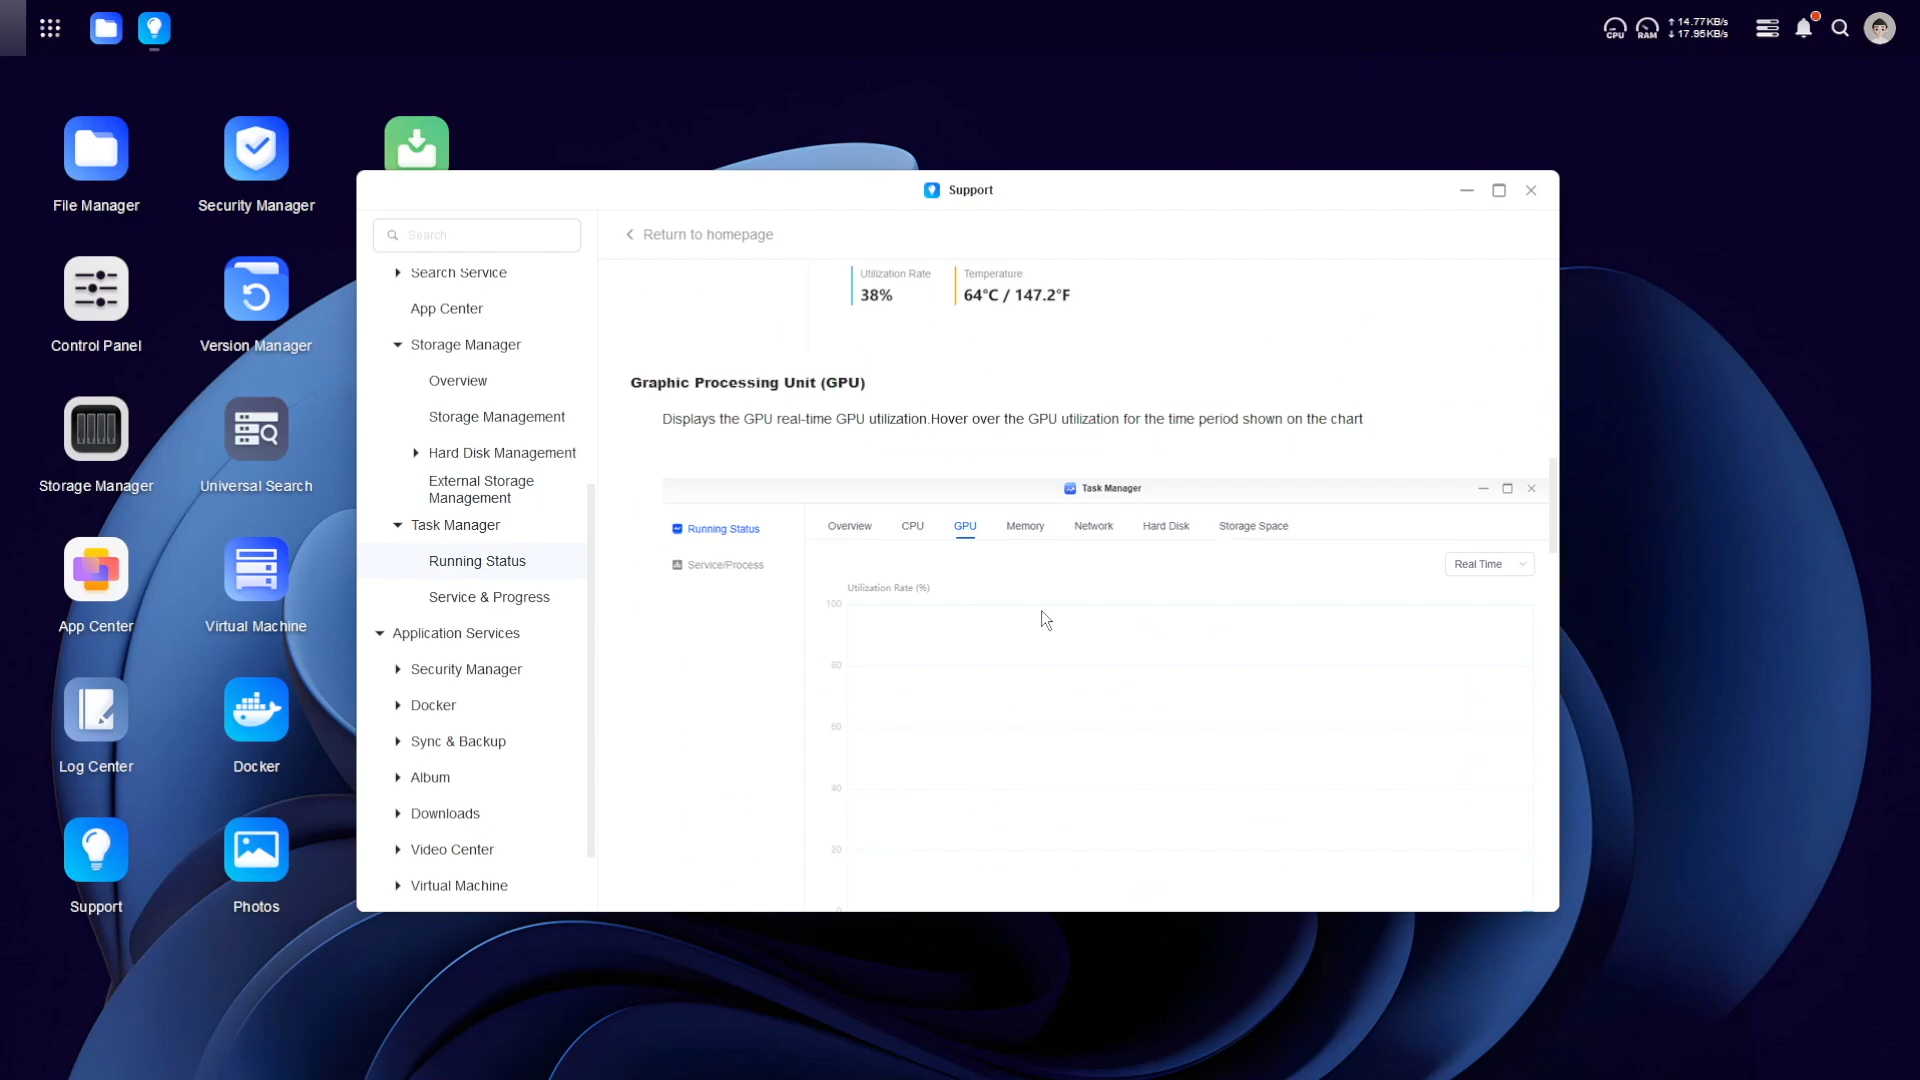 CPU
RAM
↑ 14.77KB/s
↓ 17.95KB/s
File Manager
Security Manager
Control Panel
Version Manager
Storage Manager
Universal Search
App Center
Virtual Machine
Log Center
Docker
Support
Photos
Support
Search
Search Service
App Center
Storage Manager
Overview
Storage Management
Hard Disk Management
External Storage
Management
Task Manager
Running Status
Service & Progress
Application Services
Security Manager
Docker
Sync & Backup
Album
Downloads
Video Center
Virtual Machine
Return to homepage
Utilization Rate
38%
Temperature
64°C / 147.2°F
Graphic Processing Unit (GPU)
Displays the GPU real-time GPU utilization.Hover over the GPU utilization for the time period shown on the chart
Task Manager
Running Status
Service/Process
Overview CPU GPU Memory Network Hard Disk Storage Space
Real Time
Utilization Rate (%)
100
80
60
40
20
0